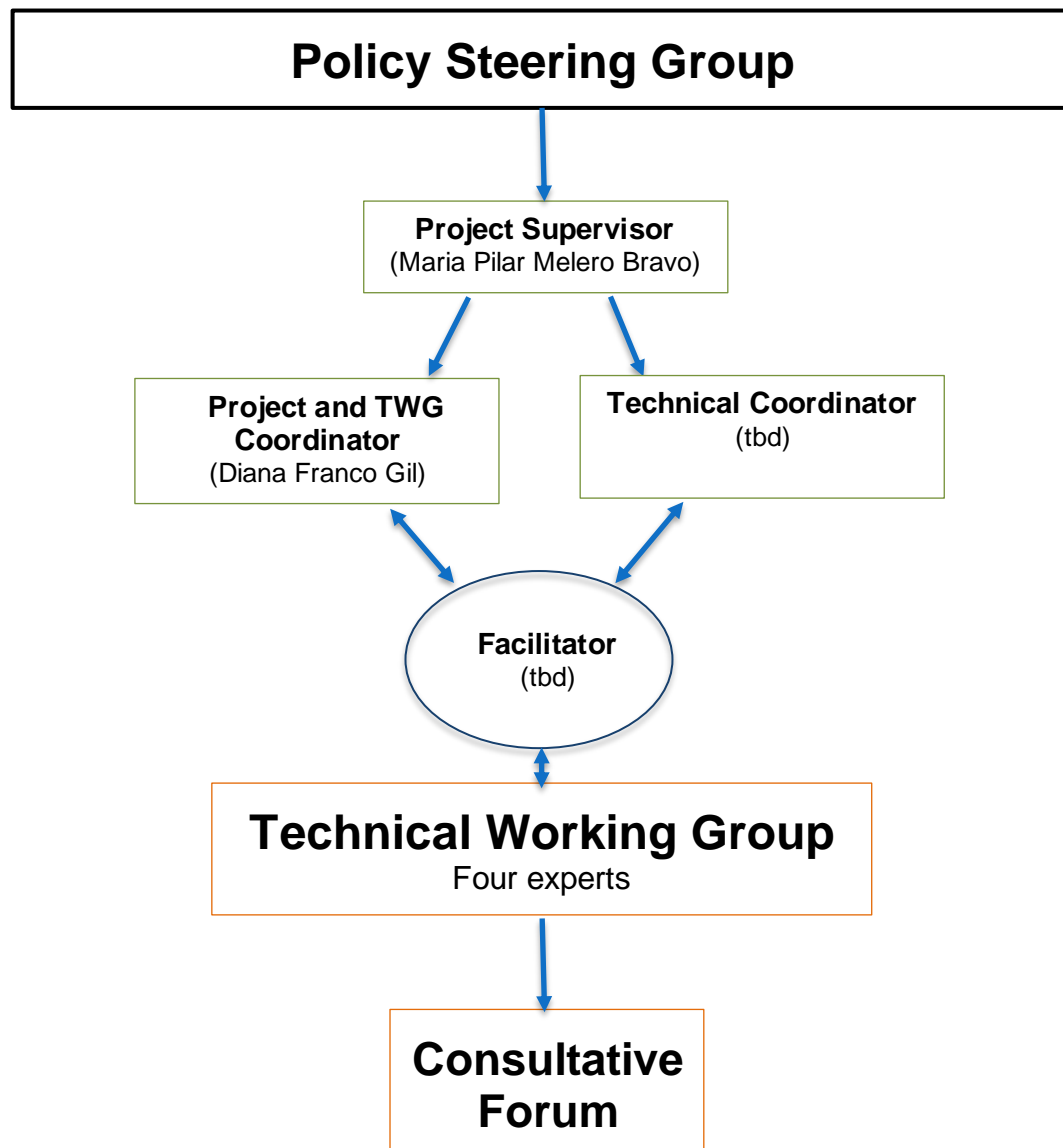 Policy Steering Group
Project Supervisor
(Maria Pilar Melero Bravo)
Project and TWG
Coordinator
(Diana Franco Gil)
Technical Coordinator
(tbd)
Facilitator
(tbd)
Technical Working Group
Four experts
Consultative
Forum